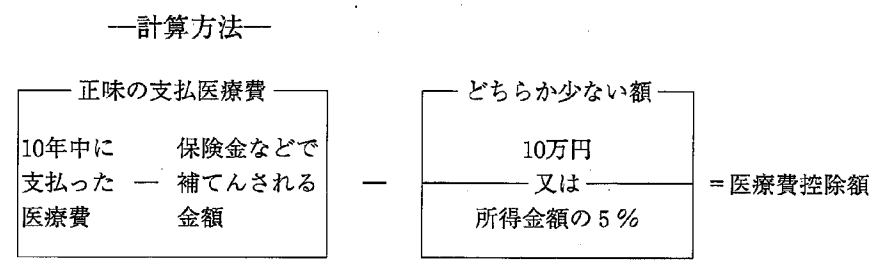 ―計算方法―
正味の支払医療費
10年中に支払った医療費 ― 保険金などで補てんされる金額
―
どちらか少ない額
10万円
又は
所得金額の5%
=医療費控除額